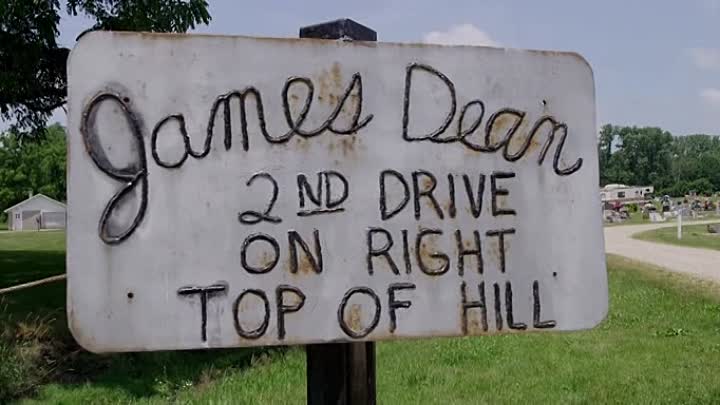 James Dean
2ND DRIVE
ON RIGHT
TOP OF HILL